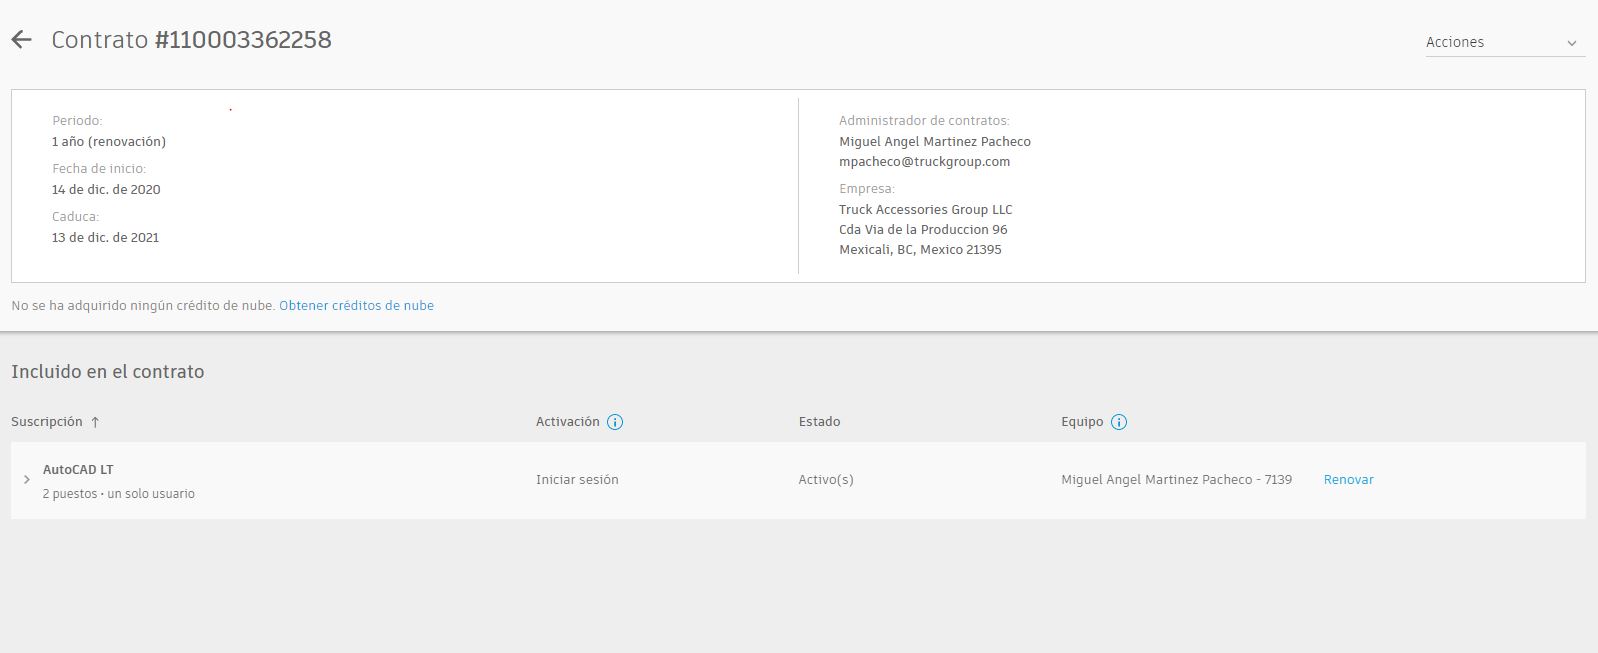 Contrato #110003362258
Acciones
Periodo:
1 año (renovación)
Fecha de inicio:
14 de dic. de 2020
Caduca:
13 de dic. de 2021
Administrador de contratos:
Miguel Angel Martinez Pacheco
mpacheco@truckgroup.com
Empresa:
Truck Accessories Group LLC
Cda Via de la Produccion 96
Mexicali, BC, Mexico 21395
No se ha adquirido ningún crédito de nube. Obtener créditos de nube
Incluido en el contrato
Suscripción Activación Estado Equipo
AutoCAD LT
2 puestos · un solo usuario
Iniciar sesión
Activo(s)
Miguel Angel Martinez Pacheco - 7139
Renovar